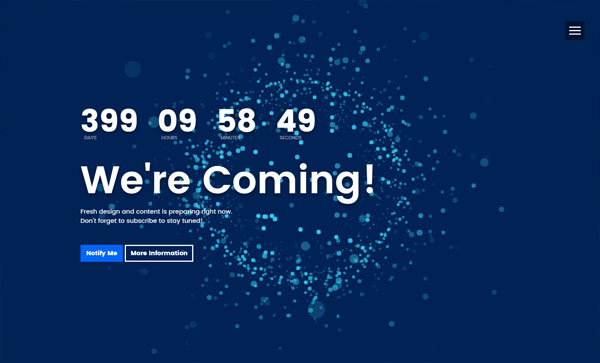 399 09 58 49
DAYS HOURS MINUTES SECONDS
We're Coming!
Fresh design and content is preparing right now.
Don't forget to subscribe to stay tuned!
Notify Me More Information